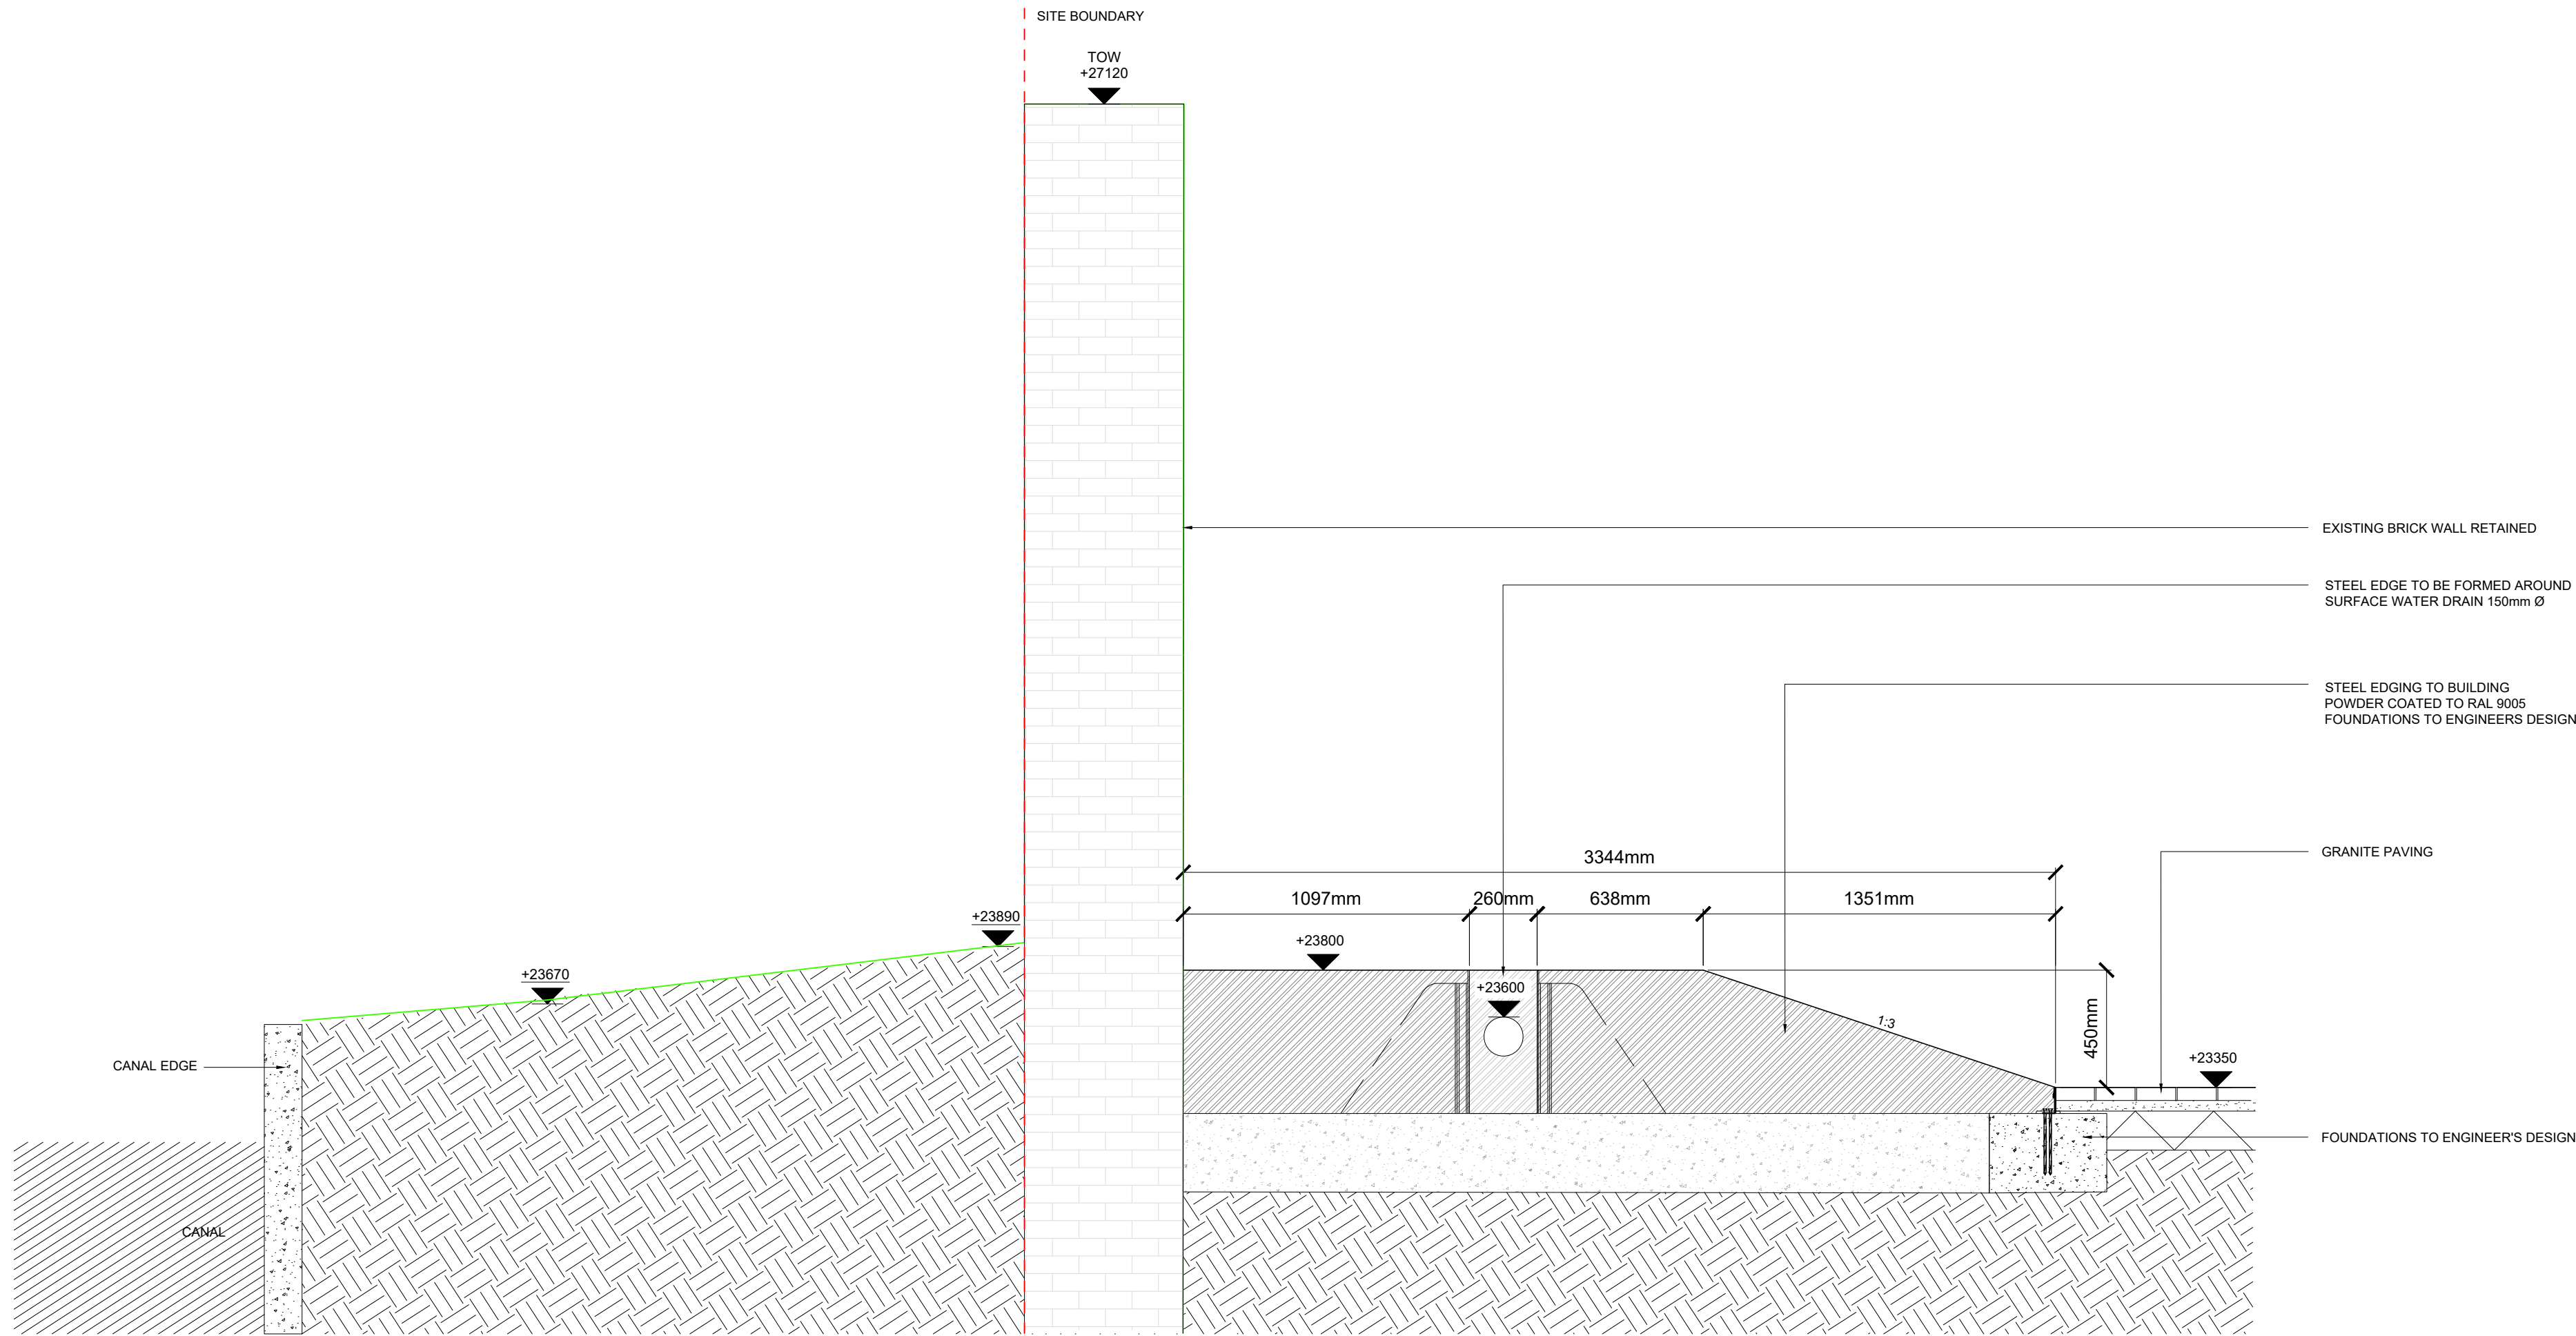 SITE BOUNDARY
TOW
+27120
EXISTING BRICK WALL RETAINED
STEEL EDGE TO BE FORMED AROUND
SURFACE WATER DRAIN 150mm Ø
STEEL EDGING TO BUILDING
POWDER COATED TO RAL 9005
FOUNDATIONS TO ENGINEERS DESIGN
GRANITE PAVING
3344mm
1097mm
260mm
638mm
1351mm
+23890
+23800
+23670
+23600
1:3
450mm
+23350
CANAL EDGE
FOUNDATIONS TO ENGINEER'S DESIGN
CANAL